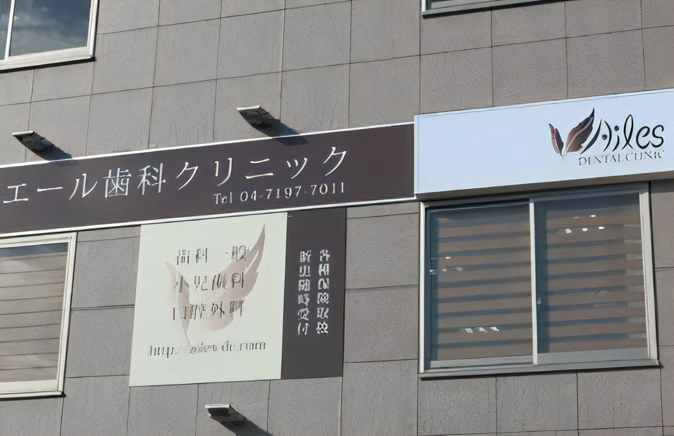 エール歯科クリニック
Tel 04-7197-7011
Ailes
DENTAL CLINIC
歯科一般
小児歯科
口腔外科
各種保険取扱
新患随時受付